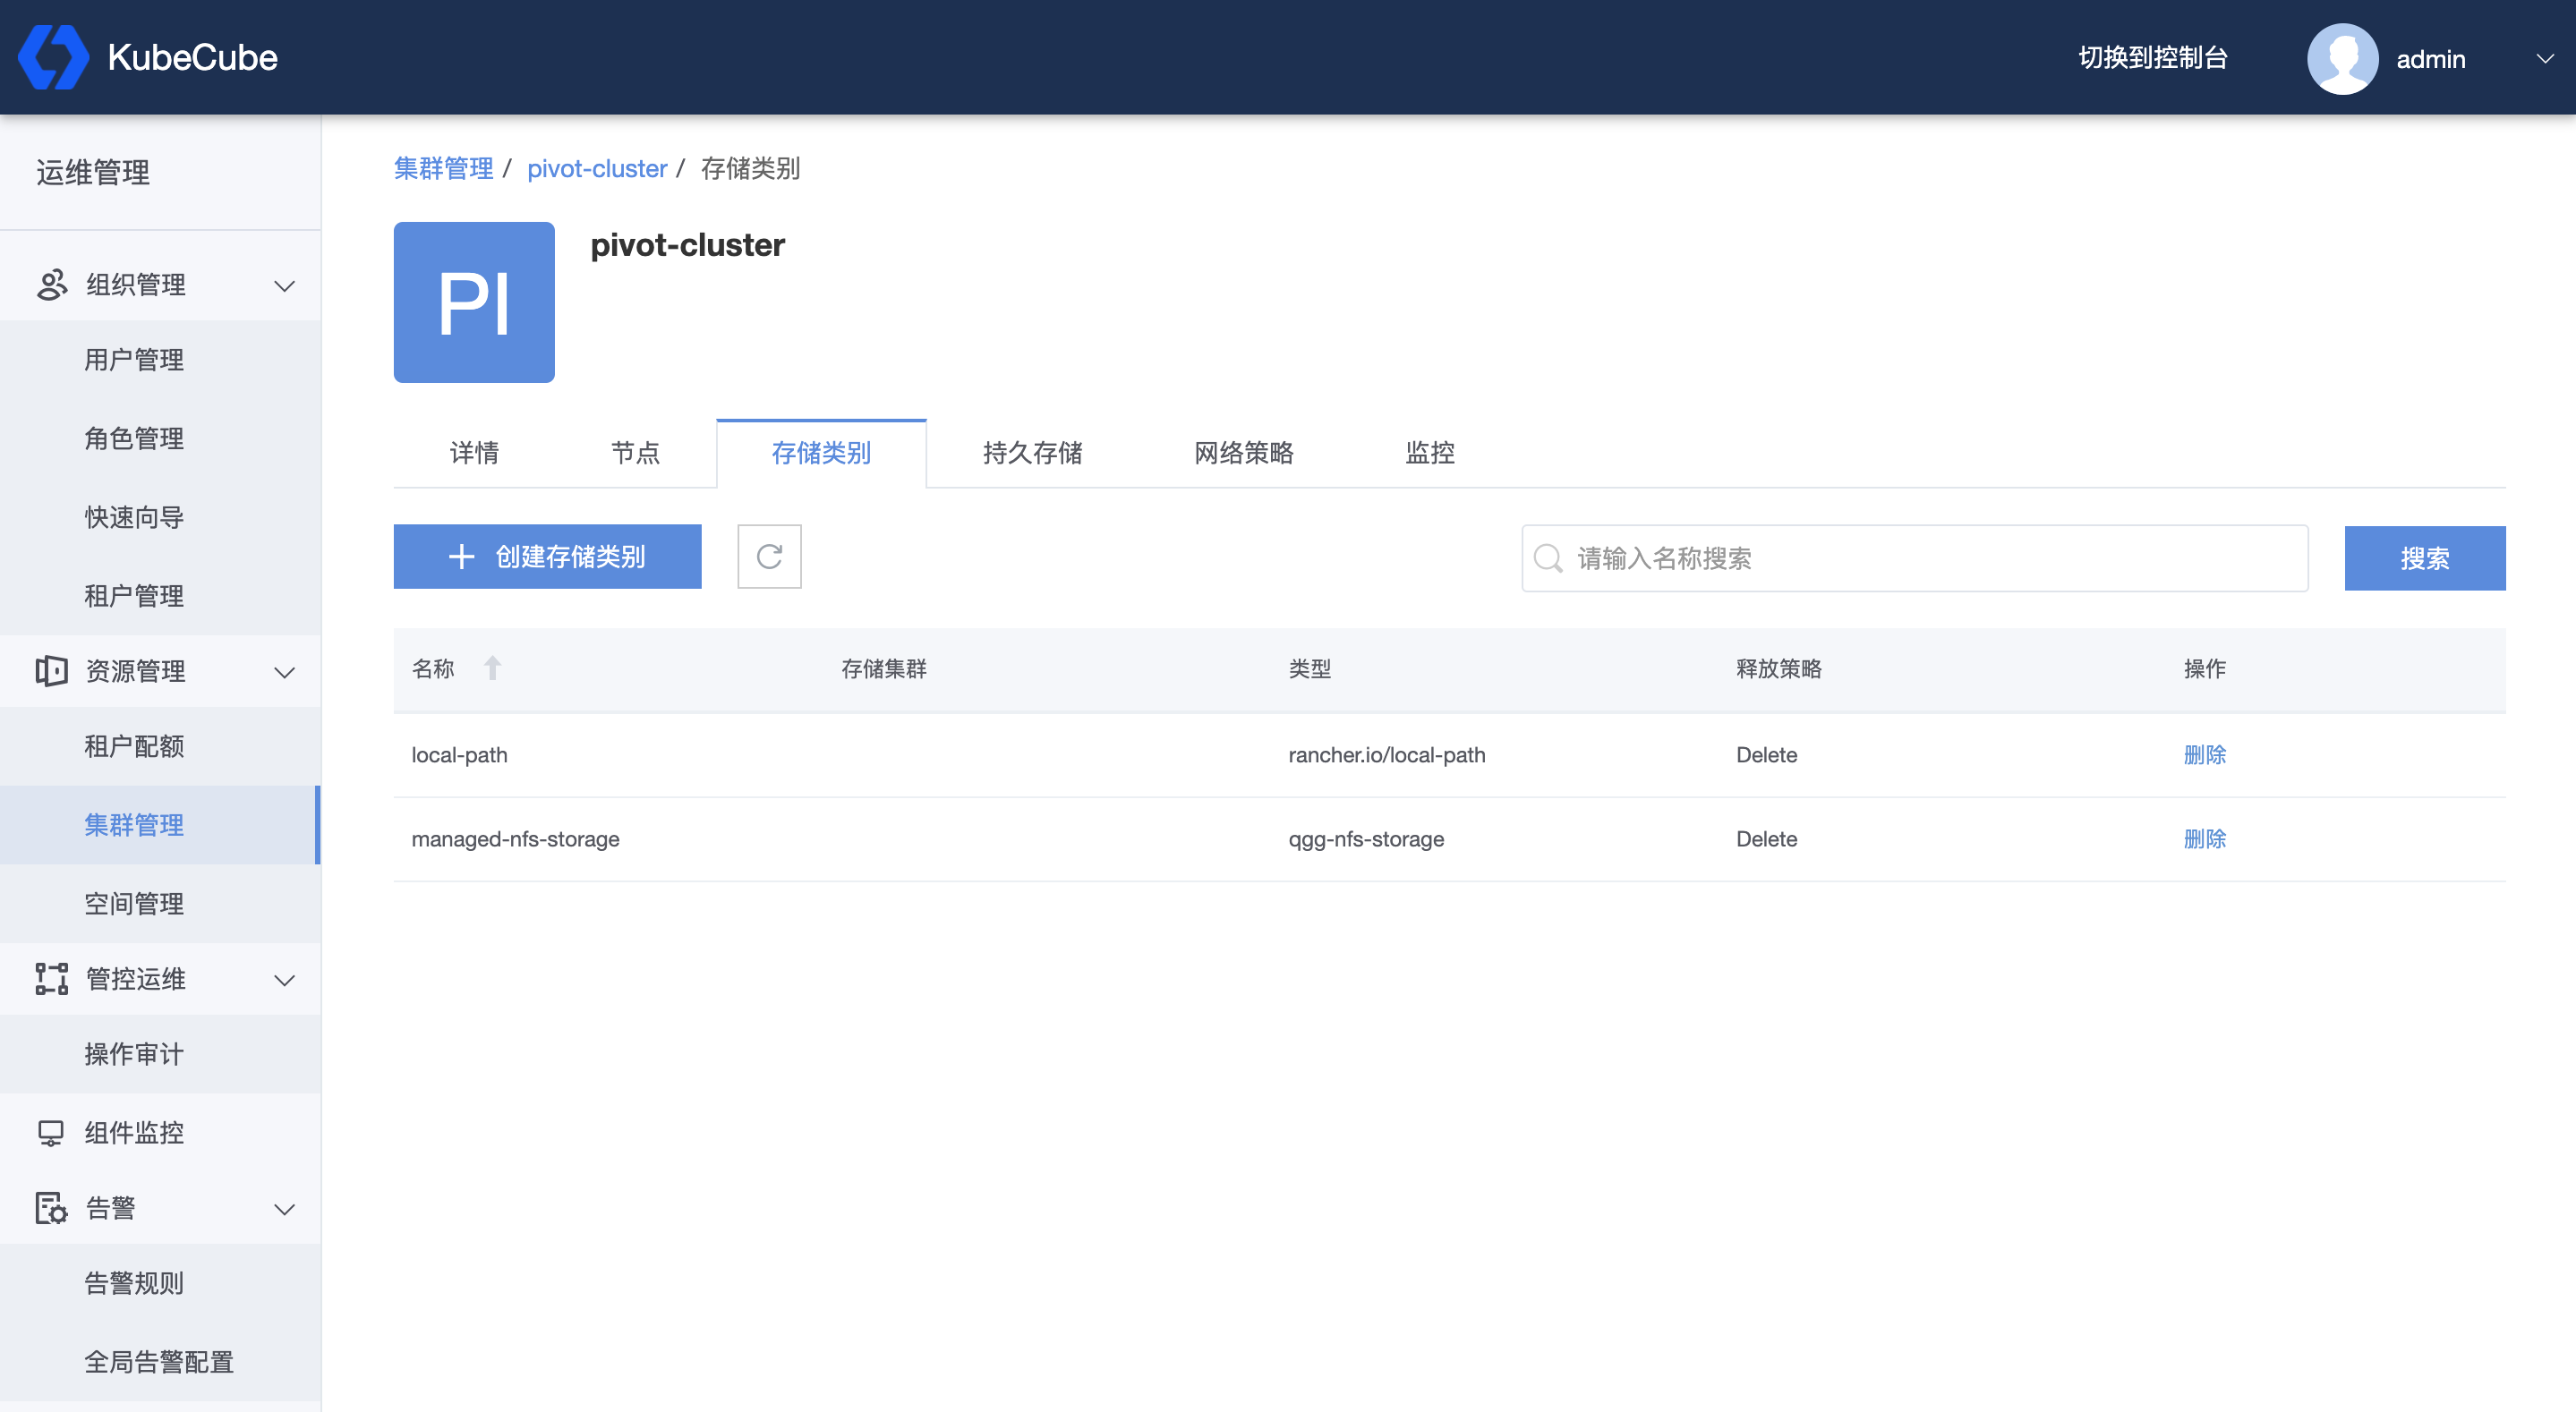 KubeCube
切换到控制台
admin
运维管理
组织管理
用户管理
角色管理
快速向导
租户管理
资源管理
租户配额
集群管理
空间管理
管控运维
操作审计
组件监控
告警
告警规则
全局告警配置
集群管理 / pivot-cluster / 存储类别
PI
pivot-cluster
详情 节点 存储类别 持久存储 网络策略 监控
创建存储类别
请输入名称搜索
搜索
名称 存储集群 类型 释放策略 操作
local-path rancher.io/local-path Delete 删除
managed-nfs-storage qgg-nfs-storage Delete 删除